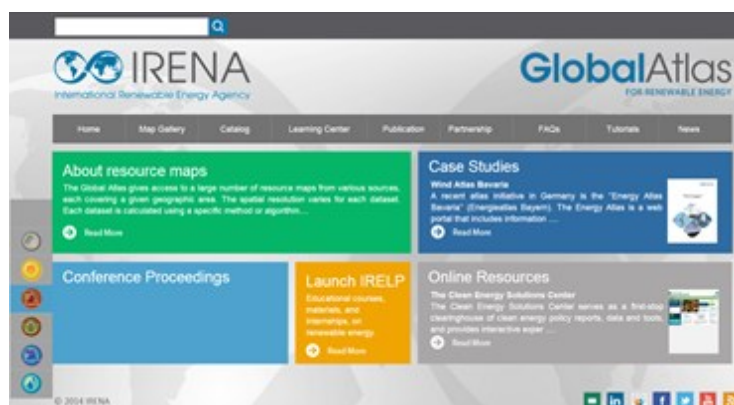 IRENA
International Renewable Energy Agency
GlobalAtlas
FOR RENEWABLE ENERGY
Home Map Gallery Catalog Learning Center Publication Partnership FAQs Tutorials News
About resource maps
The Global Atlas gives access to a large number of resource maps from various sources,
each covering a given geographic area. The spatial resolution varies for each dataset.
Each dataset is calculated using a specific method or algorithm....
Read More
Case Studies
Wind Atlas Bavaria
A recent atlas initiative in Germany is the "Energy Atlas
Bavaria" (Energieatlas Bayern). The Energy Atlas is a web
portal that includes information ....
Read More
Conference Proceedings
Launch IRELP
Educational courses,
materials, and
internships, on
renewable energy.
Read More
Online Resources
The Clean Energy Solutions Center
The Clean Energy Solutions Center serves as a first-stop
clearinghouse of clean energy policy reports, data and tools,
and provides interactive exper ....
Read More
© 2014 IRENA
in
f